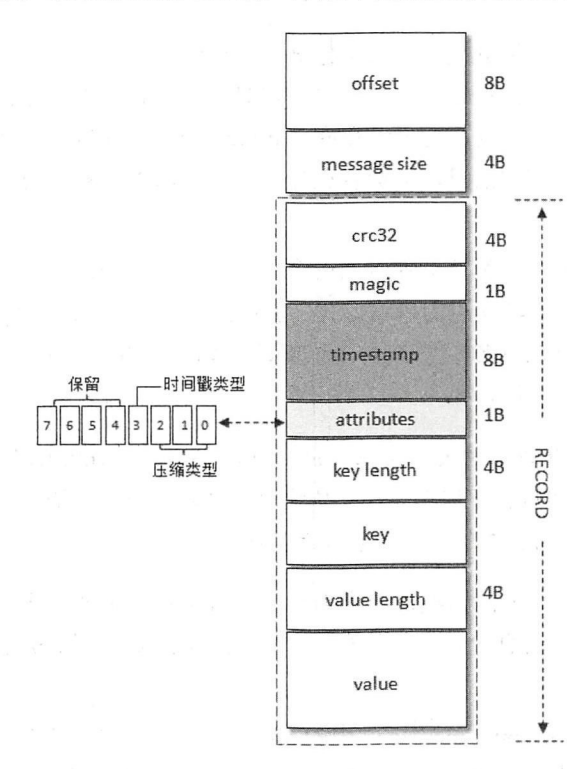 offset 8B
message size 4B
crc32 4B
magic 1B
timestamp 8B
保留 时间戳类型
7 6 5 4 3 2 1 0
attributes 1B
压缩类型
key length 4B
RECORD
key
value length 4B
value